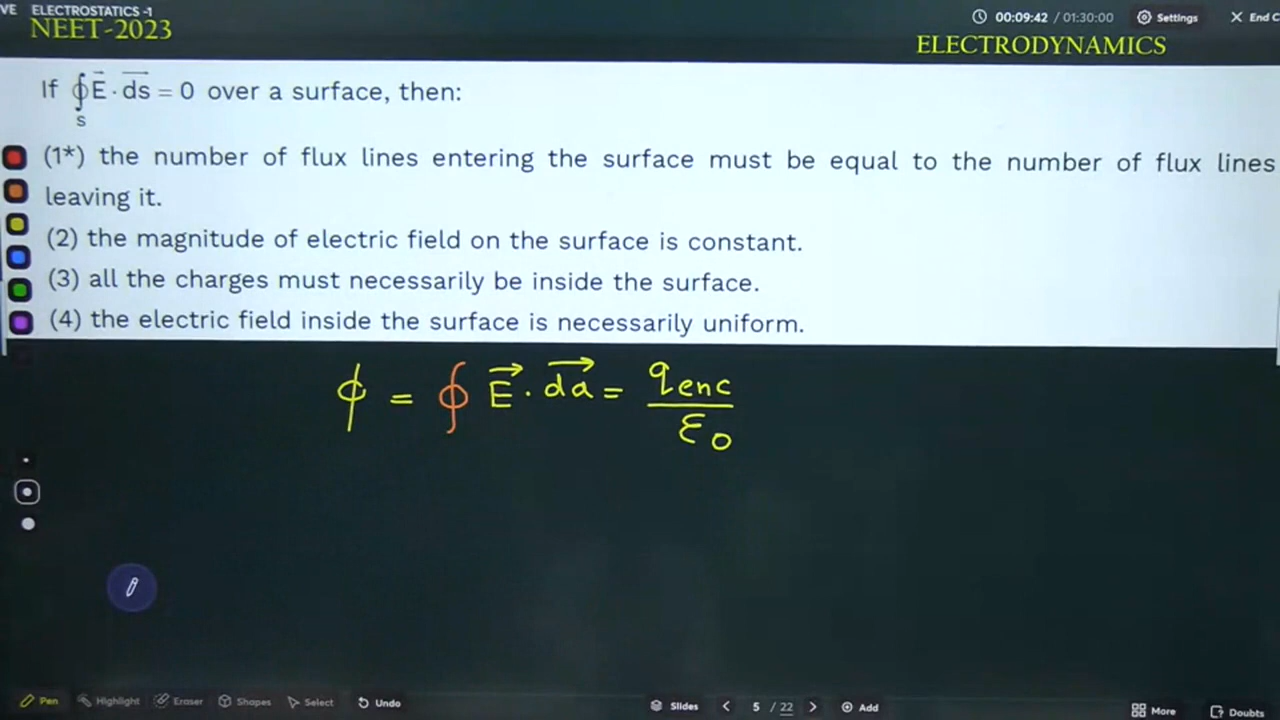 VE ELECTROSTATICS -1
NEET-2023
00:09:42 / 01:30:00 Settings End C
ELECTRODYNAMICS
If ∮ₛ E⃗ · d⃗s⃗ = 0 over a surface, then:
(1*) the number of flux lines entering the surface must be equal to the number of flux lines
leaving it.
(2) the magnitude of electric field on the surface is constant.
(3) all the charges must necessarily be inside the surface.
(4) the electric field inside the surface is necessarily uniform.
ϕ = ∮ E⃗ · d⃗a⃗ = qenc / ε0
Pen Highlight Eraser Shapes Select Undo Slides < 5 / 22 > Add More Doubts